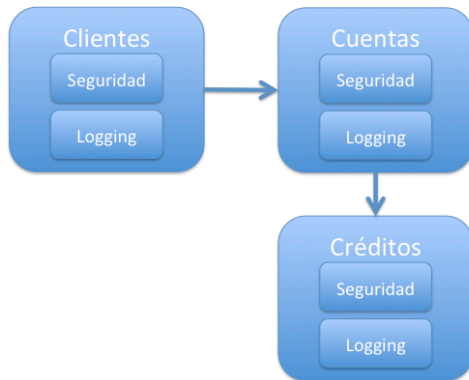 Clientes
Seguridad
Logging
Cuentas
Seguridad
Logging
Créditos
Seguridad
Logging